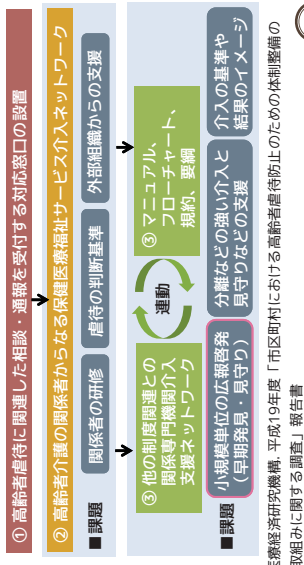 ① 高齢者虐待に関連した相談・通報を受付する対応窓口の設置
② 高齢者介護の関係者からなる保健医療福祉サービス介入ネットワーク
■課題
関係者の研修
虐待の判断基準
外部組織からの支援
③ 他の制度関連との
関係専門機関介入
支援ネットワーク
連動
③ マニュアル、
フローチャート、
規約、要綱
■課題
小規模単位の広報啓発
(早期発見・見守り)
分離などの強い介入と
見守りなどの支援
介入の基準や
結果のイメージ
医療経済研究機構, 平成19年度「市区町村における高齢者虐待防止のための体制整備の
取組みに関する調査」報告書